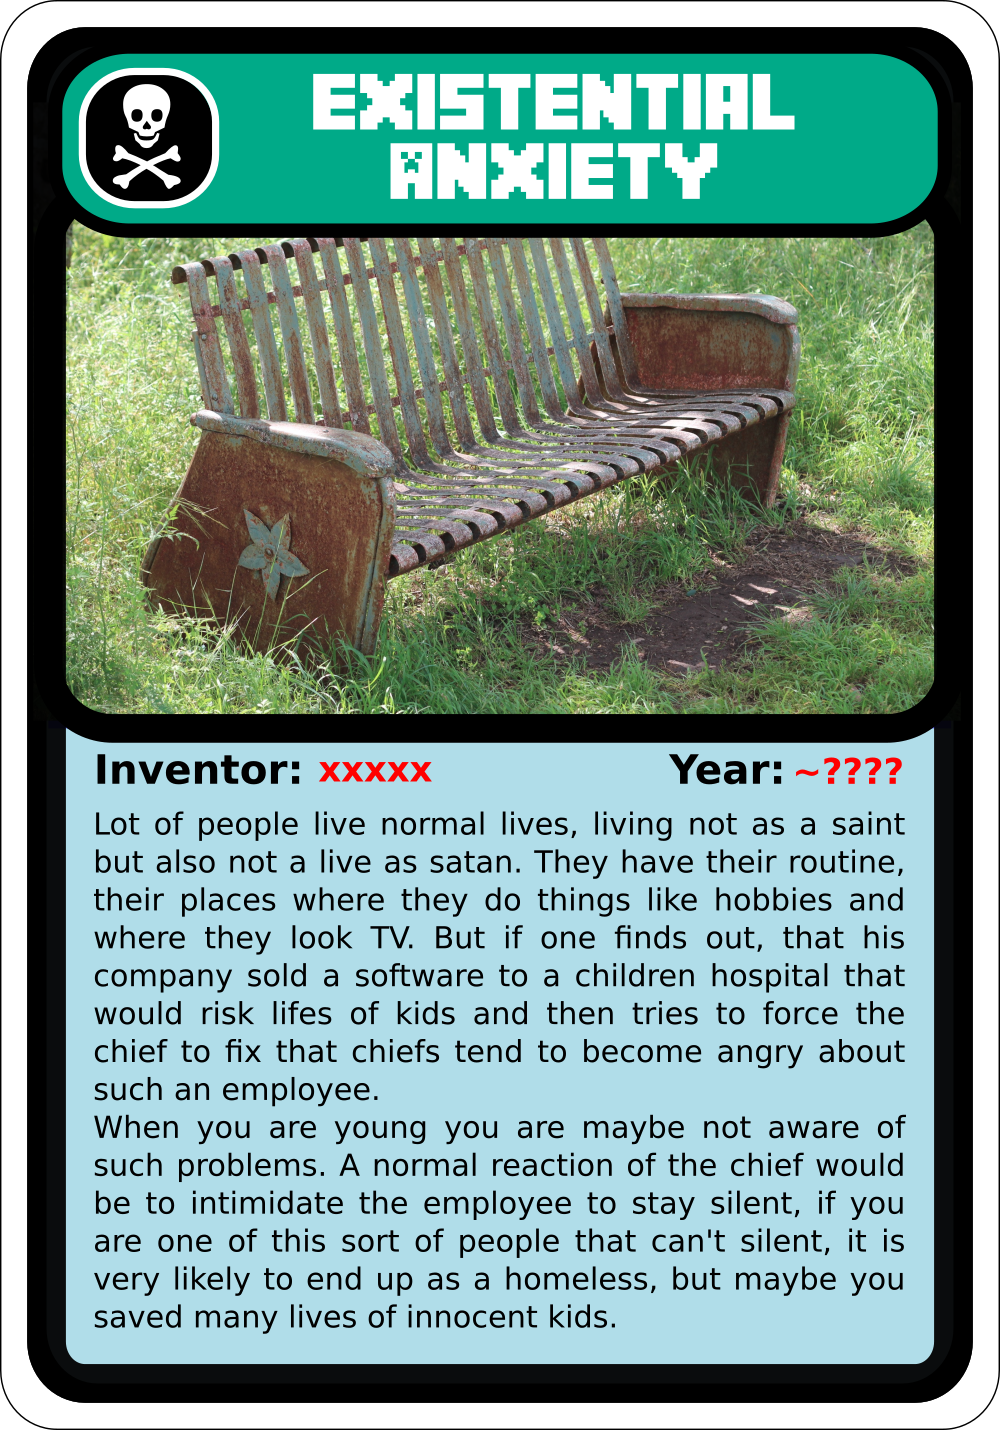 EXISTENTIAL
ANXIETY
Inventor: xxxxx Year: ~????
Lot of people live normal lives, living not as a saint
but also not a live as satan. They have their routine,
their places where they do things like hobbies and
where they look TV. But if one finds out, that his
company sold a software to a children hospital that
would risk lifes of kids and then tries to force the
chief to fix that chiefs tend to become angry about
such an employee.
When you are young you are maybe not aware of
such problems. A normal reaction of the chief would
be to intimidate the employee to stay silent, if you
are one of this sort of people that can't silent, it is
very likely to end up as a homeless, but maybe you
saved many lives of innocent kids.